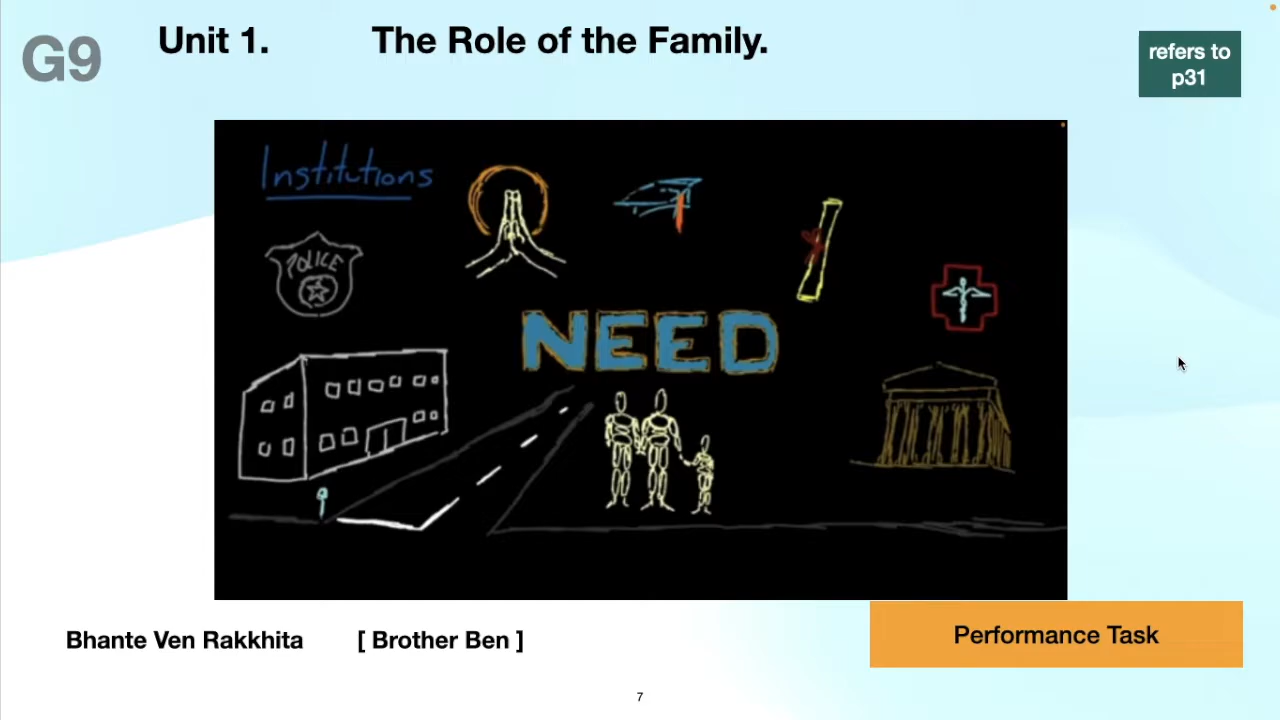 G9
Unit 1. The Role of the Family.
refers to
p31
Institutions
POLICE
NEED
Bhante Ven Rakkhita [ Brother Ben ]
Performance Task
7